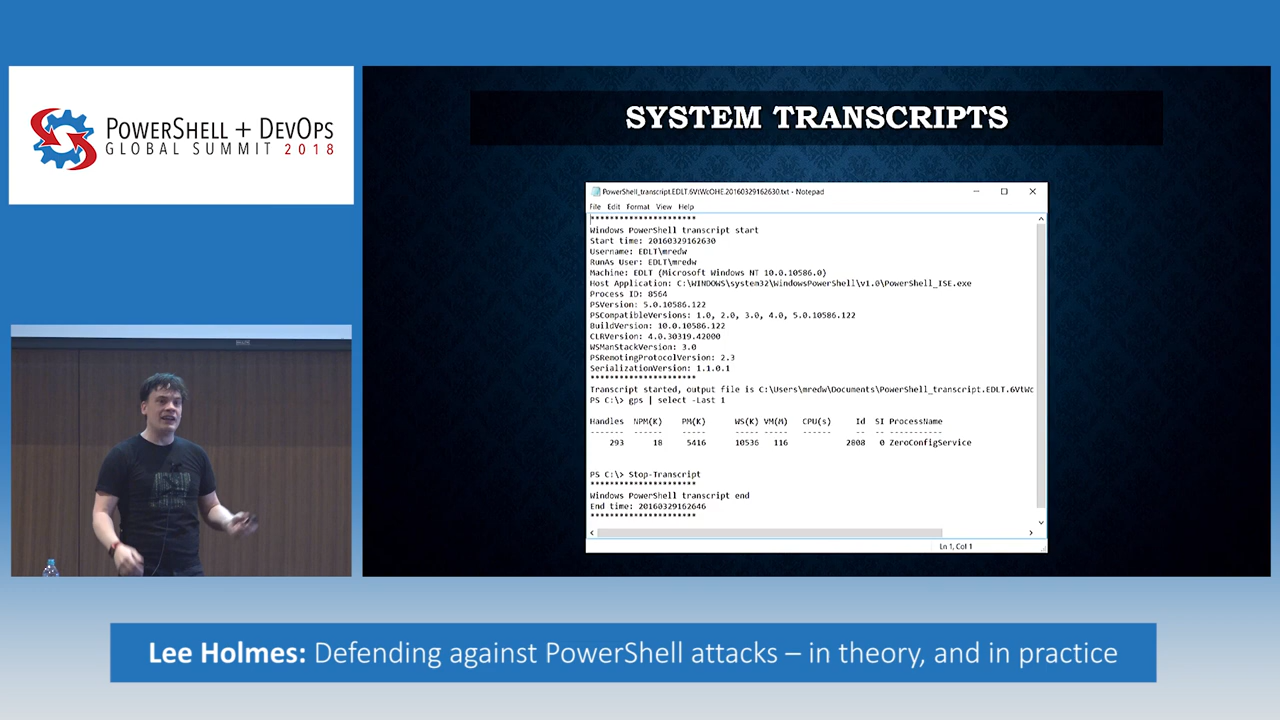 POWERSHELL + DEVOPS
GLOBAL SUMMIT 2018
SYSTEM TRANSCRIPTS
PowerShell_transcript.EDLT.6VtWcOHE.20160329162630.txt - Notepad
File Edit Format View Help
**********************
Windows PowerShell transcript start
Start time: 20160329162630
Username: EDLT\mredw
RunAs User: EDLT\mredw
Machine: EDLT (Microsoft Windows NT 10.0.10586.0)
Host Application: C:\WINDOWS\system32\WindowsPowerShell\v1.0\PowerShell_ISE.exe
Process ID: 8564
PSVersion: 5.0.10586.122
PSCompatibleVersions: 1.0, 2.0, 3.0, 4.0, 5.0.10586.122
BuildVersion: 10.0.10586.122
CLRVersion: 4.0.30319.42000
WSManStackVersion: 3.0
PSRemotingProtocolVersion: 2.3
SerializationVersion: 1.1.0.1
**********************
Transcript started, output file is C:\Users\mredw\Documents\PowerShell_transcript.EDLT.6VtWc
PS C:\> gps | select -Last 1
Handles NPM(K) PM(K) WS(K) VM(M) CPU(s) Id SI ProcessName
------- ------ ----- ----- ----- ------ -- -- -----------
293 18 5416 10536 116 2808 0 ZeroConfigService
PS C:\> Stop-Transcript
**********************
Windows PowerShell transcript end
End time: 20160329162646
**********************
Ln 1, Col 1
Lee Holmes: Defending against PowerShell attacks – in theory, and in practice